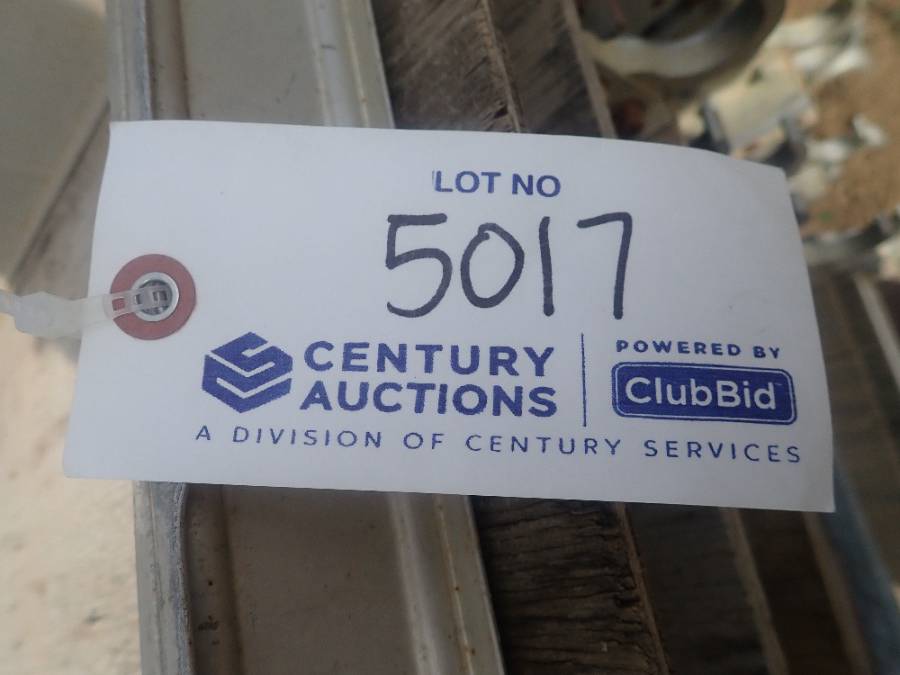 LOT NO
5017
CENTURY
AUCTIONS
POWERED BY
ClubBid
A DIVISION OF CENTURY SERVICES